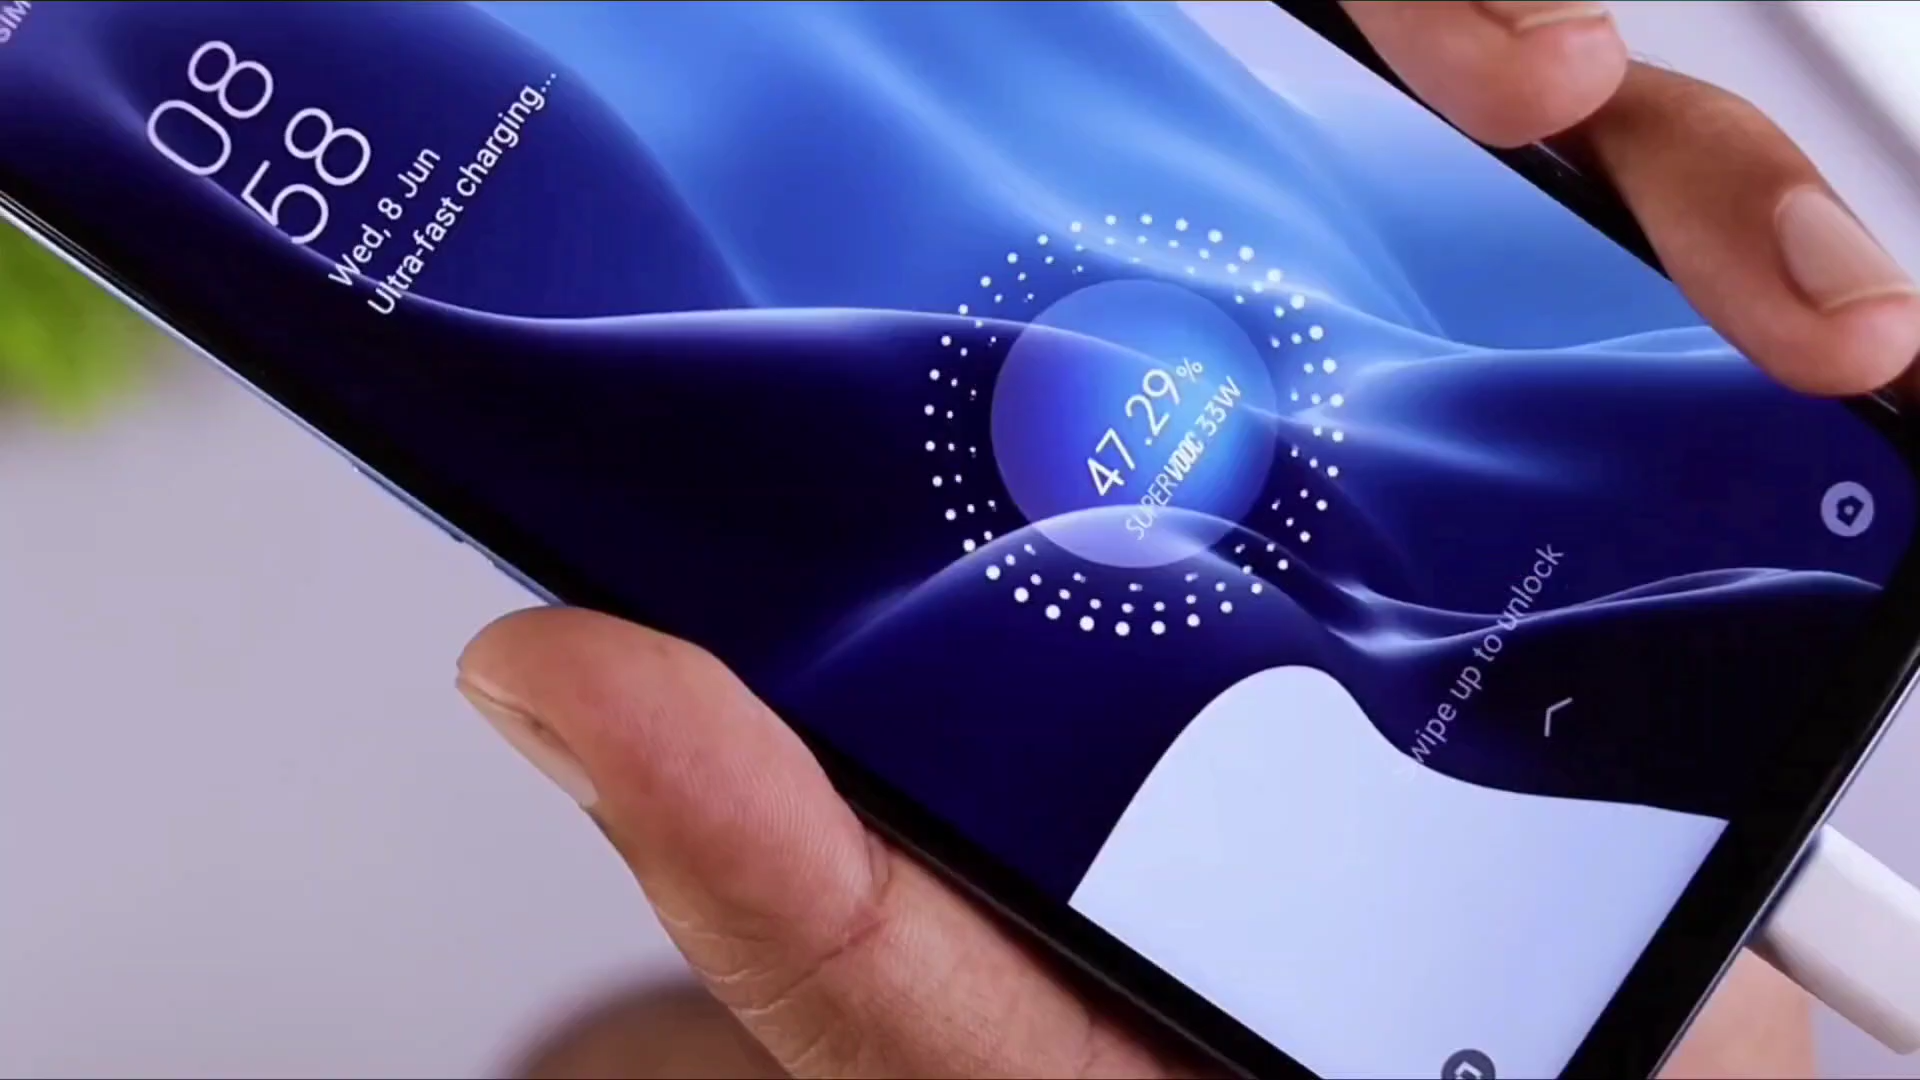 08
58
Wed, 8 Jun
Ultra-fast charging...
47.29%
SUPERVOOC 33W
Swipe up to unlock